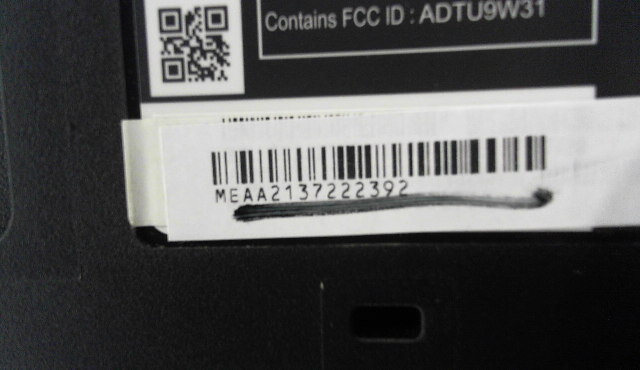 Contains FCC ID : ADTU9W31
MEAA2137222392